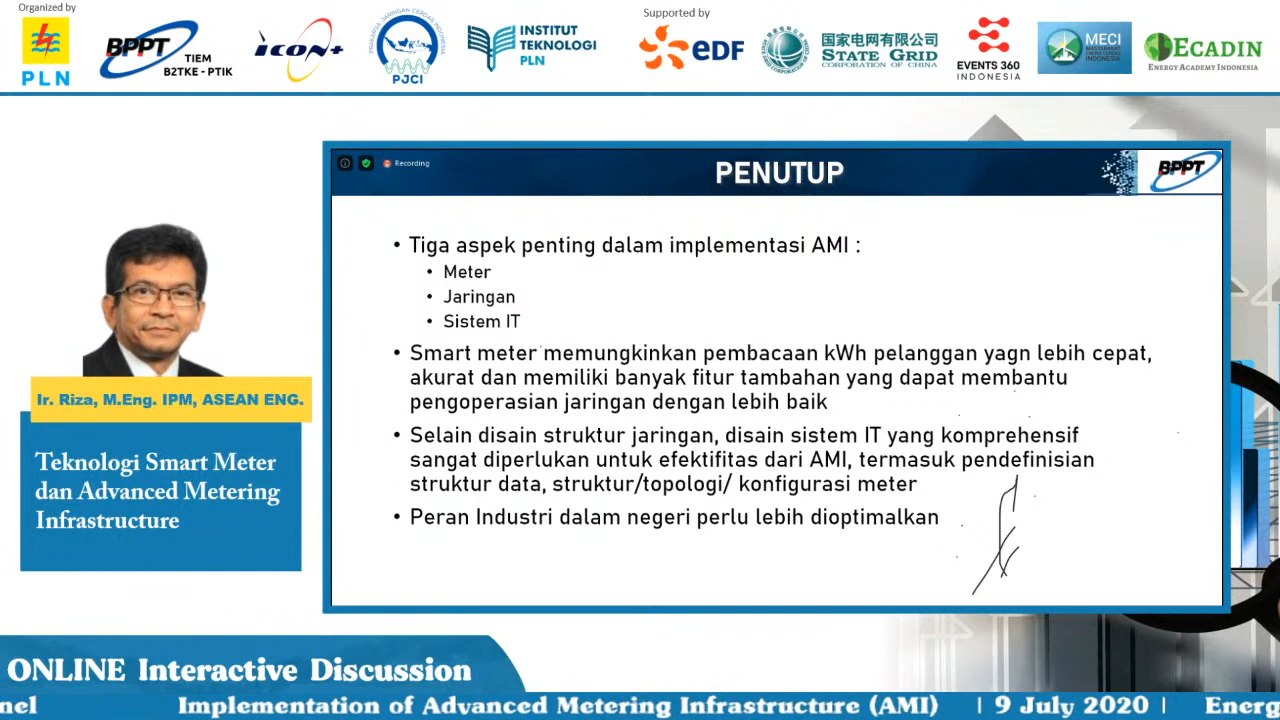 Organized by
Supported by
PLN
BPPT
TIEM
B2TKE - PTIK
icon+
PRAKARSA JARINGAN CERDAS INDONESIA
PJCI
INSTITUT
TEKNOLOGI
PLN
eDF
国家电网有限公司
STATE GRID
CORPORATION OF CHINA
EVENTS 360
INDONESIA
MECI
ECADIN
ENERGY ACADEMY INDONESIA
Recording
PENUTUP
BPPT
• Tiga aspek penting dalam implementasi AMI :
• Meter
• Jaringan
• Sistem IT
• Smart meter memungkinkan pembacaan kWh pelanggan yagn lebih cepat,
akurat dan memiliki banyak fitur tambahan yang dapat membantu
pengoperasian jaringan dengan lebih baik
• Selain disain struktur jaringan, disain sistem IT yang komprehensif
sangat diperlukan untuk efektifitas dari AMI, termasuk pendefinisian
struktur data, struktur/topologi/ konfigurasi meter
• Peran Industri dalam negeri perlu lebih dioptimalkan
Ir. Riza, M.Eng. IPM, ASEAN ENG.
Teknologi Smart Meter
dan Advanced Metering
Infrastructure
ONLINE Interactive Discussion
nel Implementation of Advanced Metering Infrastructure (AMI) | 9 July 2020 | Energ